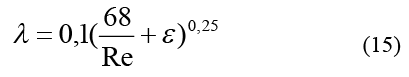 λ = 0,1(68/Re + ε)^0,25 (15)